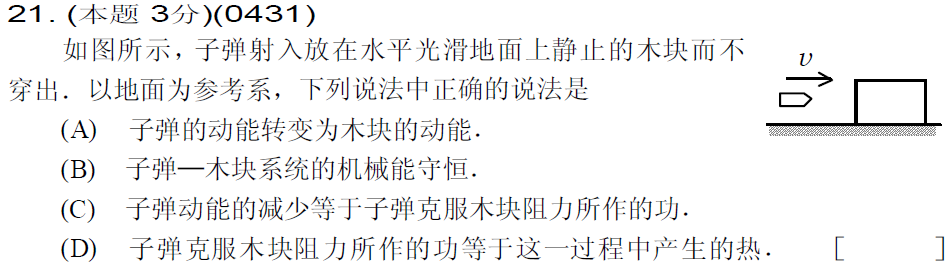 21. (本题 3分)(0431)
如图所示，子弹射入放在水平光滑地面上静止的木块而不
穿出．以地面为参考系，下列说法中正确的说法是
v
(A) 子弹的动能转变为木块的动能．
(B) 子弹—木块系统的机械能守恒．
(C) 子弹动能的减少等于子弹克服木块阻力所作的功．
(D) 子弹克服木块阻力所作的功等于这一过程中产生的热． [ ]